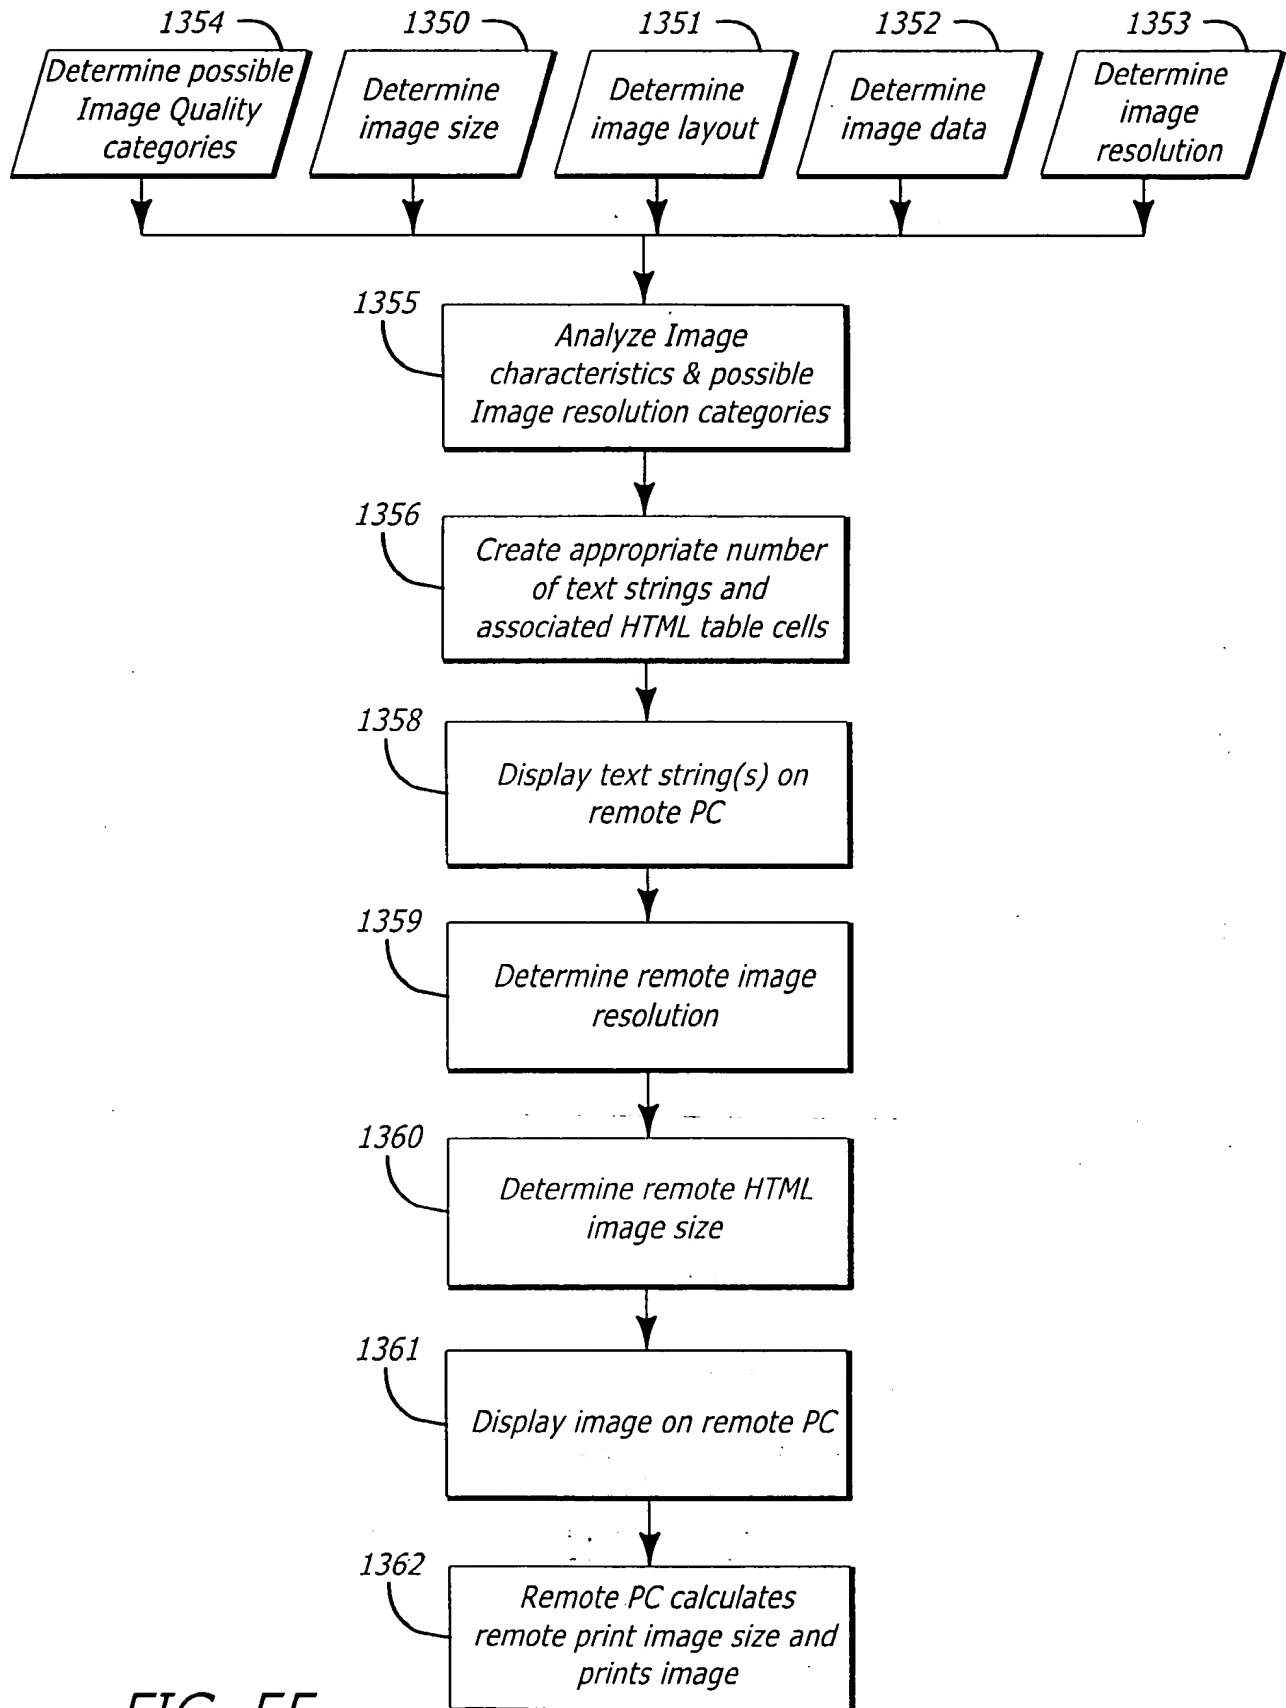 1354
1350
1351
1352
1353
Determine possible
Image Quality
categories
Determine
image size
Determine
image layout
Determine
image data
Determine
image
resolution
1355
Analyze Image
characteristics & possible
Image resolution categories
1356
Create appropriate number
of text strings and
associated HTML table cells
1358
Display text string(s) on
remote PC
1359
Determine remote image
resolution
1360
Determine remote HTML
image size
1361
Display image on remote PC
1362
Remote PC calculates
remote print image size and
prints image